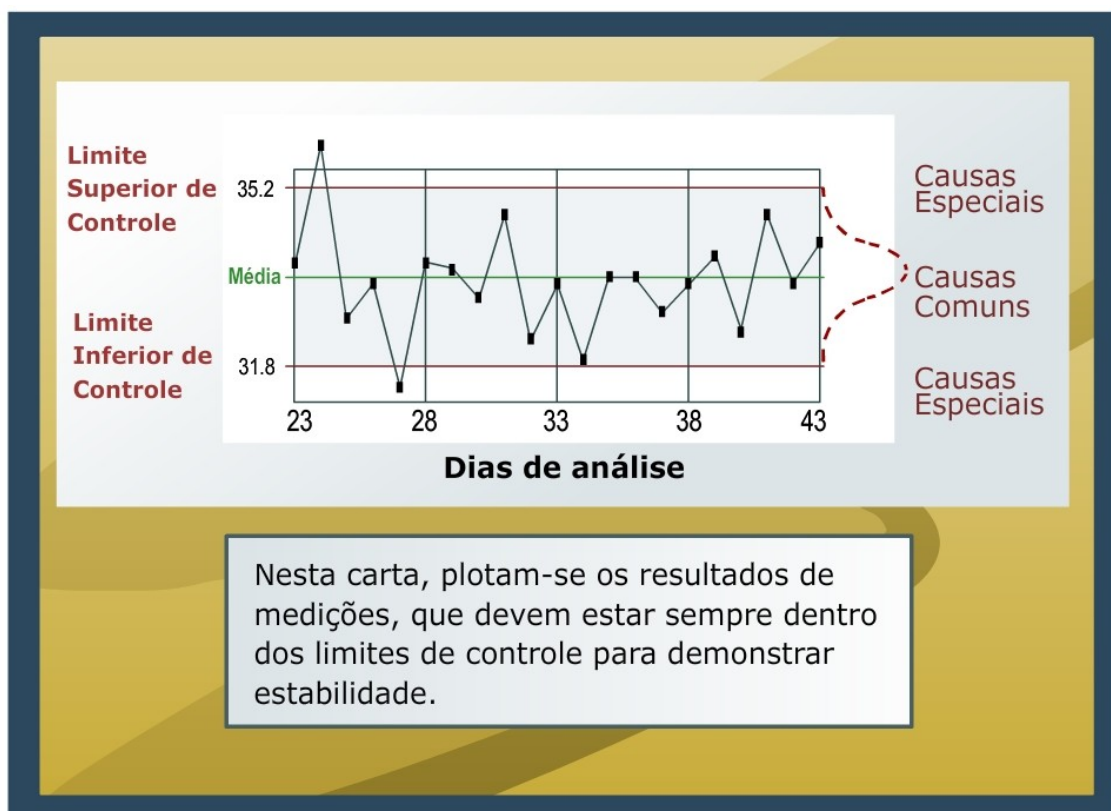 Limite
Superior de
Controle
35.2
Média
Limite
Inferior de
Controle
31.8
23 28 33 38 43
Dias de análise
Causas
Especiais
Causas
Comuns
Causas
Especiais
Nesta carta, plotam-se os resultados de
medições, que devem estar sempre dentro
dos limites de controle para demonstrar
estabilidade.